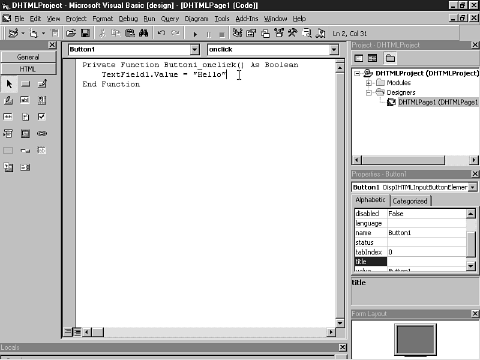 DHTMLProject - Microsoft Visual Basic [design] - [DHTMLPage1 (Code)]
File Edit View Project Format Debug Run Query Diagram Tools Add-Ins Window Help
Ln 2, Col 31
General
HTML
Button1
onclick
Private Function Button1_onclick() As Boolean
TextField1.Value = "Hello"
End Function
Project - DHTMLProject
DHTMLProject (DHTMLProject)
Modules
Designers
DHTMLPage1 (DHTMLPage1)
Properties - Button1
Button1 DispIHTMLInputButtonElement
Alphabetic Categorized
disabled False
language
name Button1
status
tabIndex 0
title
value Button1
title
Form Layout
Locals